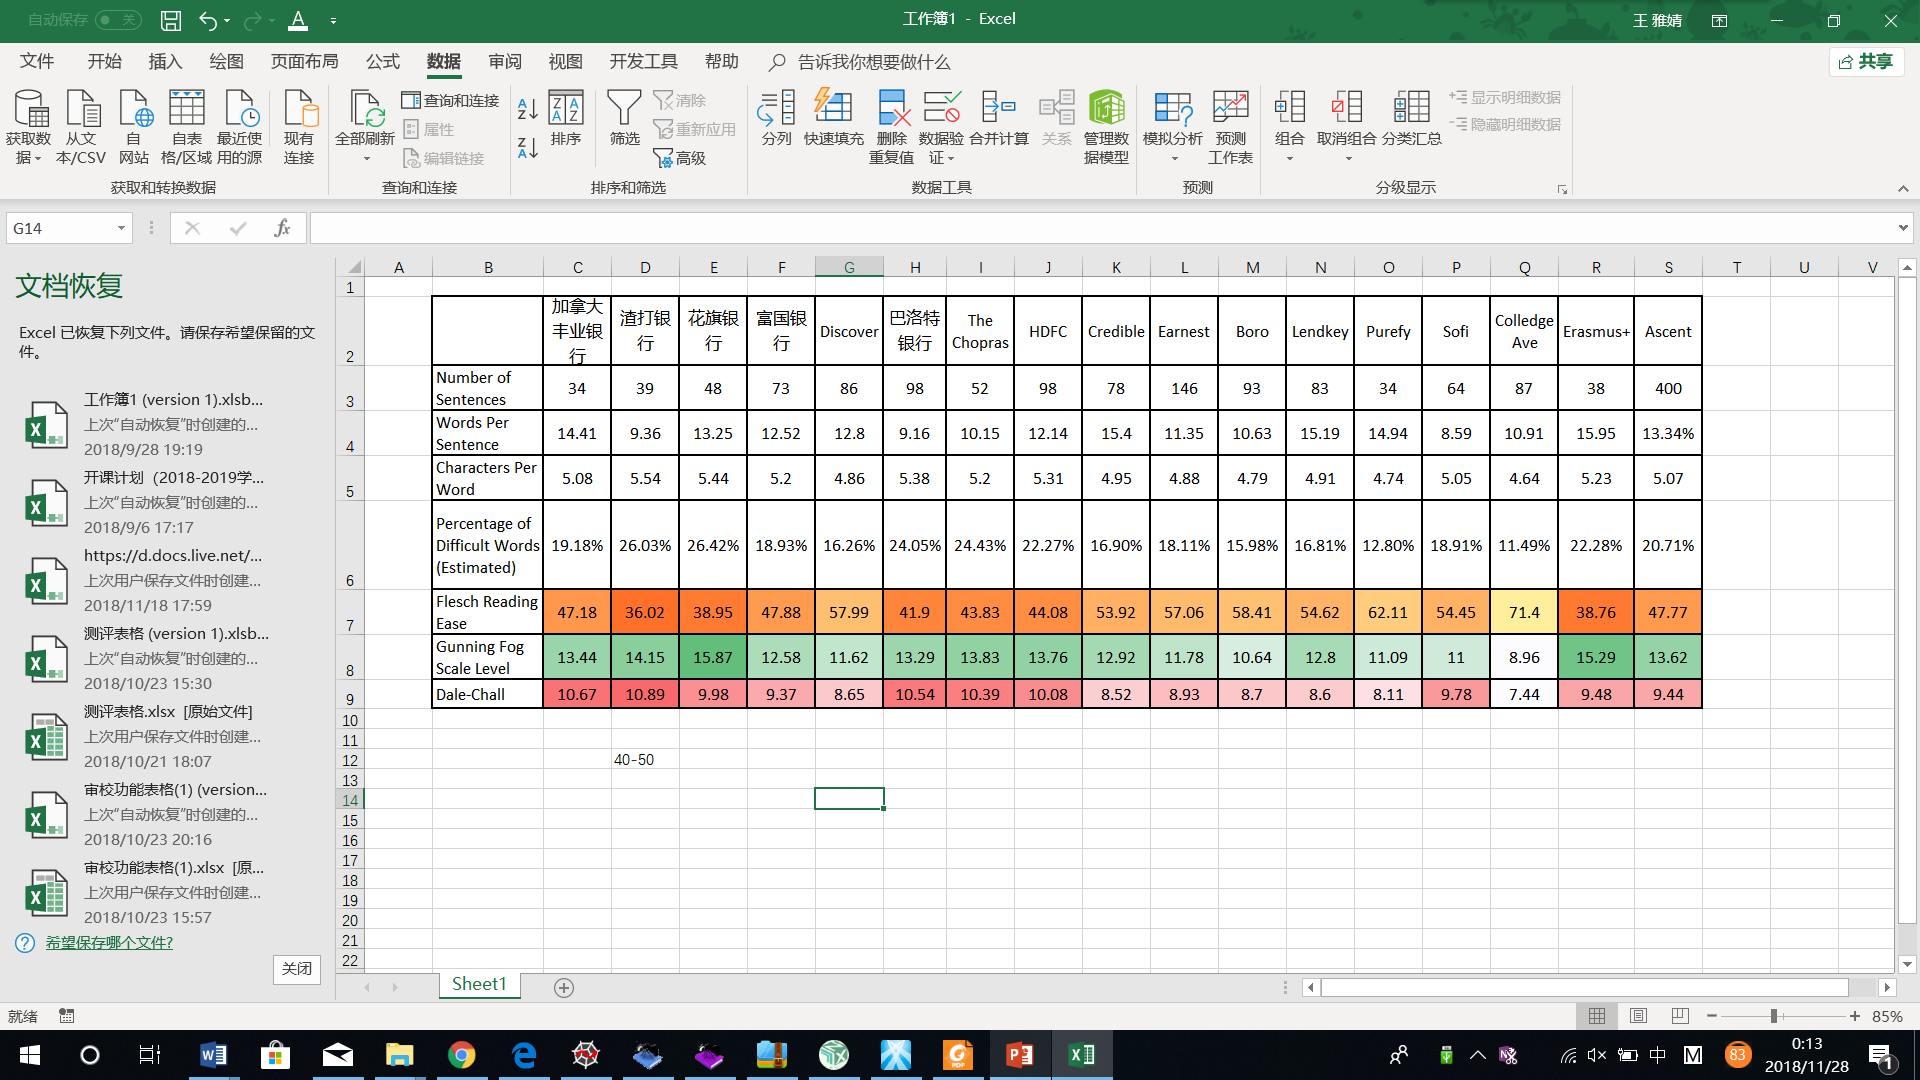 自动保存 关
工作簿1 - Excel
王 雅婧
文件 开始 插入 绘图 页面布局 公式 数据 审阅 视图 开发工具 帮助 告诉我你想要做什么 共享
获取数据
从文本/CSV
自网站
自表格/区域
最近使用的源
现有连接
获取和转换数据
全部刷新
查询和连接
属性
编辑链接
查询和连接
排序
筛选
清除
重新应用
高级
排序和筛选
分列
快速填充
删除重复值
数据验证
合并计算
关系
管理数据模型
数据工具
模拟分析
预测工作表
预测
组合
取消组合
分类汇总
显示明细数据
隐藏明细数据
分级显示
G14
fx
文档恢复
Excel 已恢复下列文件。请保存希望保留的文
件。
工作簿1 (version 1).xlsb...
上次“自动恢复”时创建的...
2018/9/28 19:19
开课计划（2018-2019学...
上次“自动恢复”时创建的...
2018/9/6 17:17
https://d.docs.live.net/...
上次用户保存文件时创建...
2018/11/18 17:59
测评表格 (version 1).xlsb...
上次“自动恢复”时创建的...
2018/10/23 15:30
测评表格.xlsx [原始文件]
上次用户保存文件时创建...
2018/10/21 18:07
审校功能表格(1) (version...
上次“自动恢复”时创建的...
2018/10/23 20:16
审校功能表格(1).xlsx [原...
上次用户保存文件时创建...
2018/10/23 15:57
希望保存哪个文件?
关闭
A B C D E F G H I J K L M N O P Q R S T U V
1
2 加拿大丰业银行 渣打银行 花旗银行 富国银行 Discover 巴洛特银行 The Chopras HDFC Credible Earnest Boro Lendkey Purefy Sofi Colledge Ave Erasmus+ Ascent
3 Number of Sentences 34 39 48 73 86 98 52 98 78 146 93 83 34 64 87 38 400
4 Words Per Sentence 14.41 9.36 13.25 12.52 12.8 9.16 10.15 12.14 15.4 11.35 10.63 15.19 14.94 8.59 10.91 15.95 13.34%
5 Characters Per Word 5.08 5.54 5.44 5.2 4.86 5.38 5.2 5.31 4.95 4.88 4.79 4.91 4.74 5.05 4.64 5.23 5.07
6 Percentage of Difficult Words (Estimated) 19.18% 26.03% 26.42% 18.93% 16.26% 24.05% 24.43% 22.27% 16.90% 18.11% 15.98% 16.81% 12.80% 18.91% 11.49% 22.28% 20.71%
7 Flesch Reading Ease 47.18 36.02 38.95 47.88 57.99 41.9 43.83 44.08 53.92 57.06 58.41 54.62 62.11 54.45 71.4 38.76 47.77
8 Gunning Fog Scale Level 13.44 14.15 15.87 12.58 11.62 13.29 13.83 13.76 12.92 11.78 10.64 12.8 11.09 11 8.96 15.29 13.62
9 Dale-Chall 10.67 10.89 9.98 9.37 8.65 10.54 10.39 10.08 8.52 8.93 8.7 8.6 8.11 9.78 7.44 9.48 9.44
10
11
12 40-50
13
14
15
16
17
18
19
20
21
22
Sheet1
就绪
85%
中
M
83
0:13
2018/11/28
1